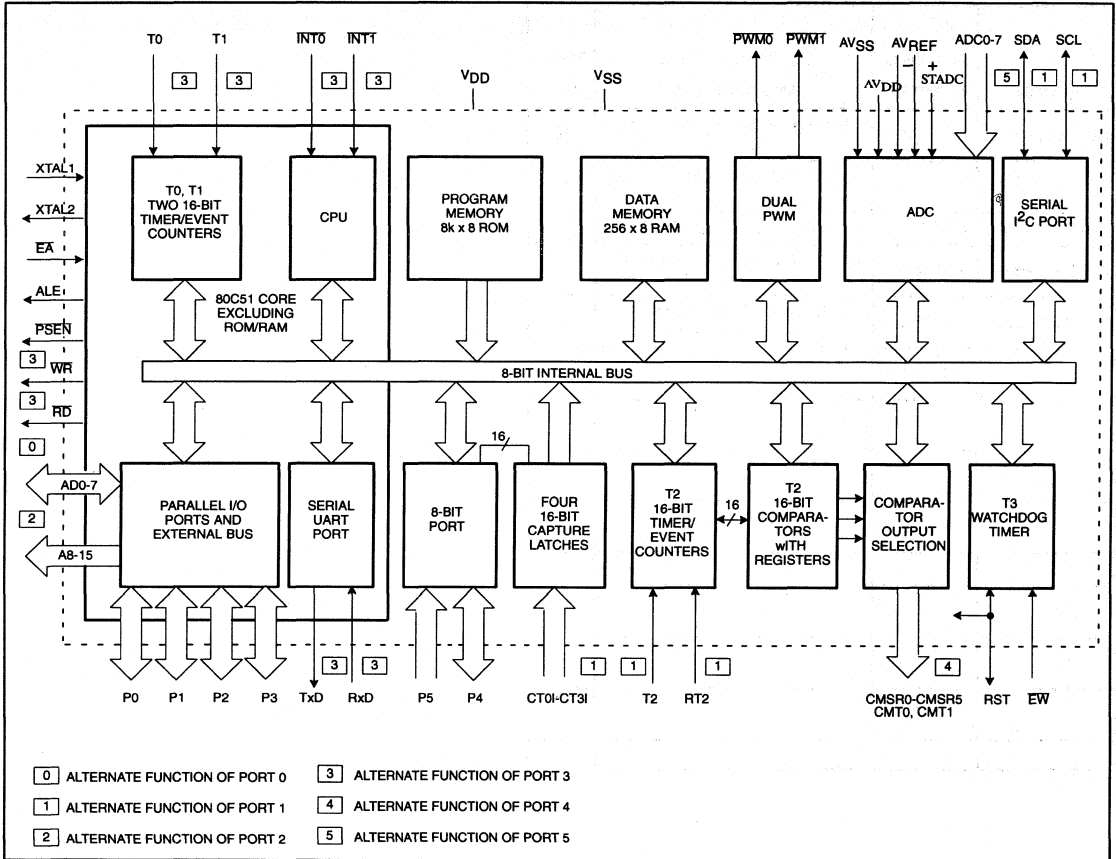 T0 T1 INT0 INT1 PWM0 PWM1 AVSS AVREF ADC0-7 SDA SCL
3 3 3 3 VDD VSS AVDD – + STADC 5 1 1
XTAL1
XTAL2
EA
ALE
PSEN
3 WR
3 RD
0
AD0-7
2
A8-15
T0, T1
TWO 16-BIT
TIMER/EVENT
COUNTERS
CPU
PROGRAM
MEMORY
8k x 8 ROM
DATA
MEMORY
256 x 8 RAM
DUAL
PWM
ADC
SERIAL
I2C PORT
80C51 CORE
EXCLUDING
ROM/RAM
8-BIT INTERNAL BUS
PARALLEL I/O
PORTS AND
EXTERNAL BUS
SERIAL
UART
PORT
8-BIT
PORT
16
FOUR
16-BIT
CAPTURE
LATCHES
T2
16-BIT
TIMER/
EVENT
COUNTERS
16
T2
16-BIT
COMPARA-
TORS
wITH
REGISTERS
COMPARA-
TOR
OUTPUT
SELECTION
T3
WATCHDOG
TIMER
3 3 1 1 1 4
P0 P1 P2 P3 TxD RxD P5 P4 CT0I-CT3I T2 RT2 CMSR0-CMSR5 RST EW
CMT0, CMT1
0 ALTERNATE FUNCTION OF PORT 0
1 ALTERNATE FUNCTION OF PORT 1
2 ALTERNATE FUNCTION OF PORT 2
3 ALTERNATE FUNCTION OF PORT 3
4 ALTERNATE FUNCTION OF PORT 4
5 ALTERNATE FUNCTION OF PORT 5